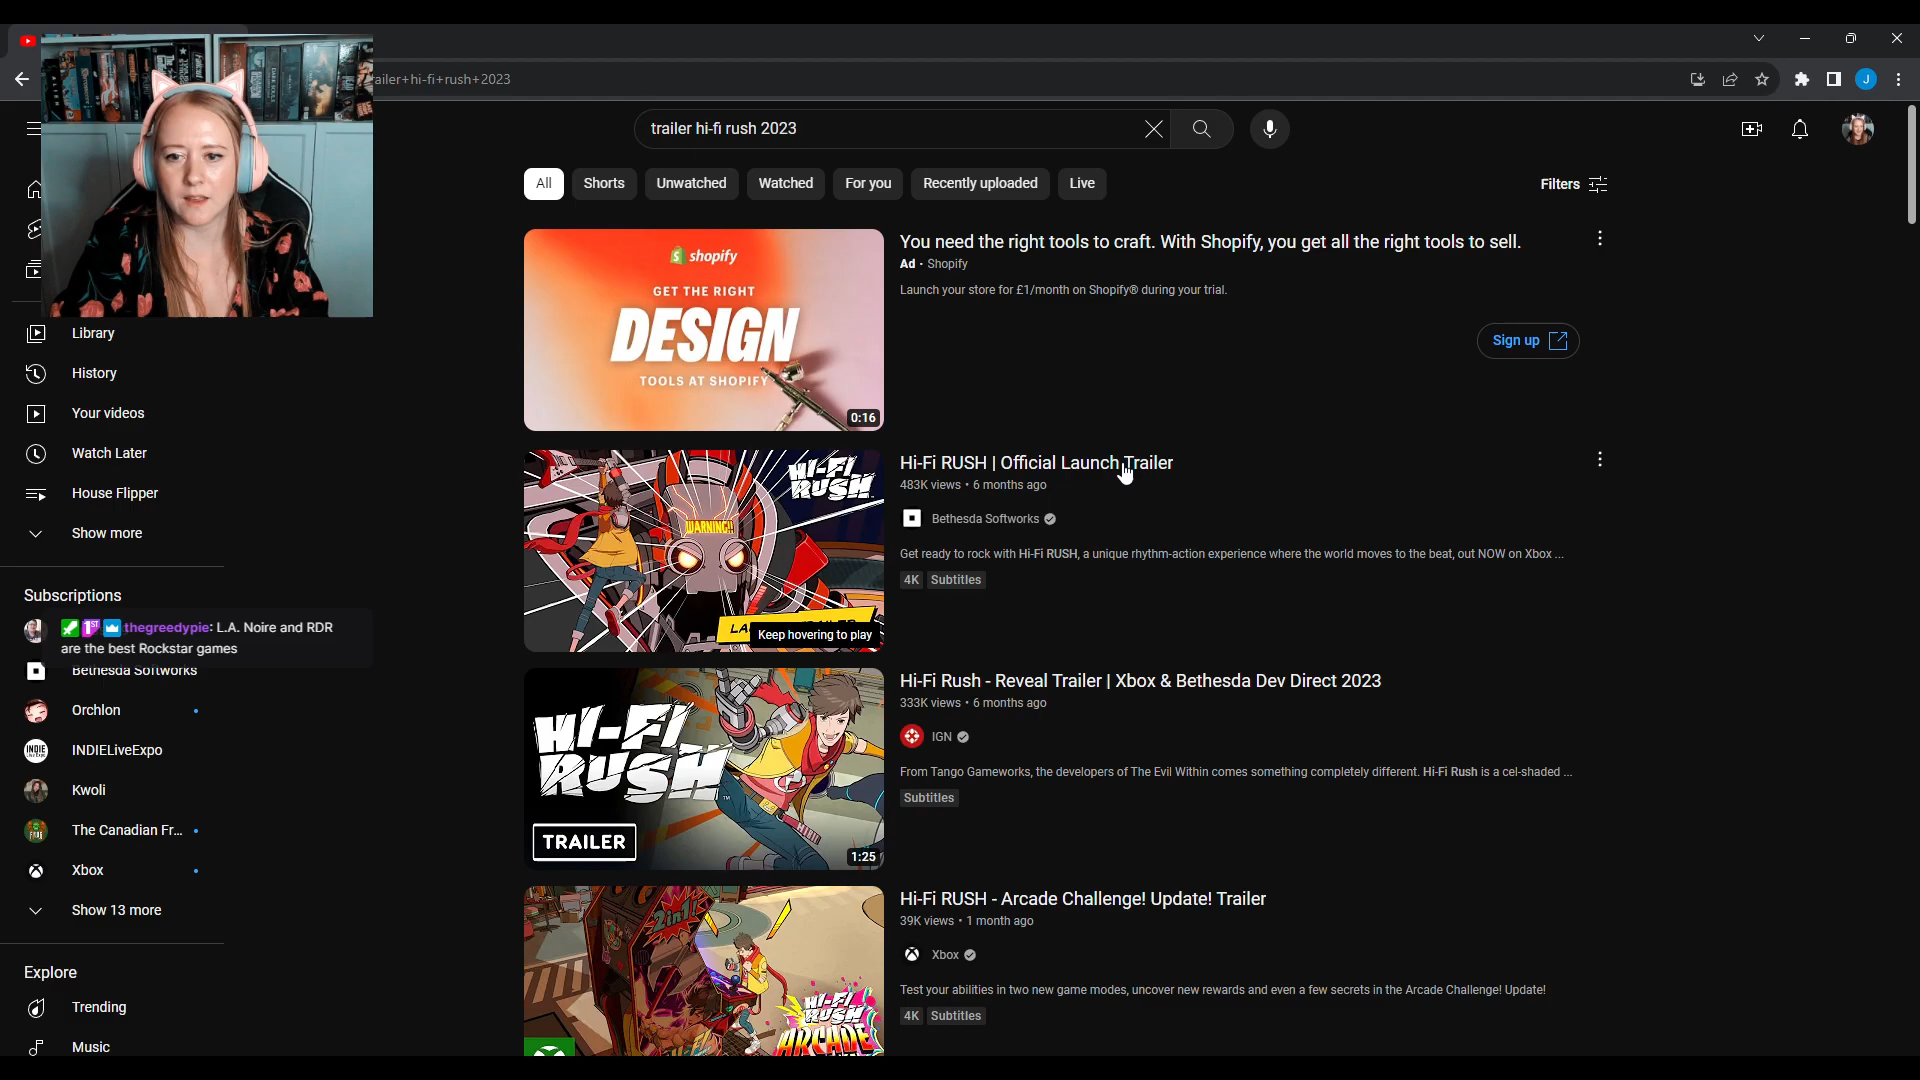 ailer+hi-fi+rush+2023
J
trailer hi-fi rush 2023
All
Shorts
Unwatched
Watched
For you
Recently uploaded
Live
Filters
shopify
GET THE RIGHT
DESIGN
TOOLS AT SHOPIFY
0:16
You need the right tools to craft. With Shopify, you get all the right tools to sell.
Ad • Shopify
Launch your store for £1/month on Shopify® during your trial.
Sign up
Library
History
Your videos
Watch Later
House Flipper
Show more
Subscriptions
thegreedypie: L.A. Noire and RDR
are the best Rockstar games
Bethesda Softworks
Orchlon
INDIELiveExpo
Kwoli
The Canadian Fr...
Xbox
Show 13 more
Explore
Trending
Music
HI-FI
RUSH
WARNING!!
Keep hovering to play
Hi-Fi RUSH | Official Launch Trailer
483K views • 6 months ago
Bethesda Softworks
Get ready to rock with Hi-Fi RUSH, a unique rhythm-action experience where the world moves to the beat, out NOW on Xbox ...
4K
Subtitles
HI-FI
RUSH
TRAILER
1:25
Hi-Fi Rush - Reveal Trailer | Xbox & Bethesda Dev Direct 2023
333K views • 6 months ago
IGN
From Tango Gameworks, the developers of The Evil Within comes something completely different. Hi-Fi Rush is a cel-shaded ...
Subtitles
2in1!
HI-FI
RUSH
ARCADE
Hi-Fi RUSH - Arcade Challenge! Update! Trailer
39K views • 1 month ago
Xbox
Test your abilities in two new game modes, uncover new rewards and even a few secrets in the Arcade Challenge! Update!
4K
Subtitles